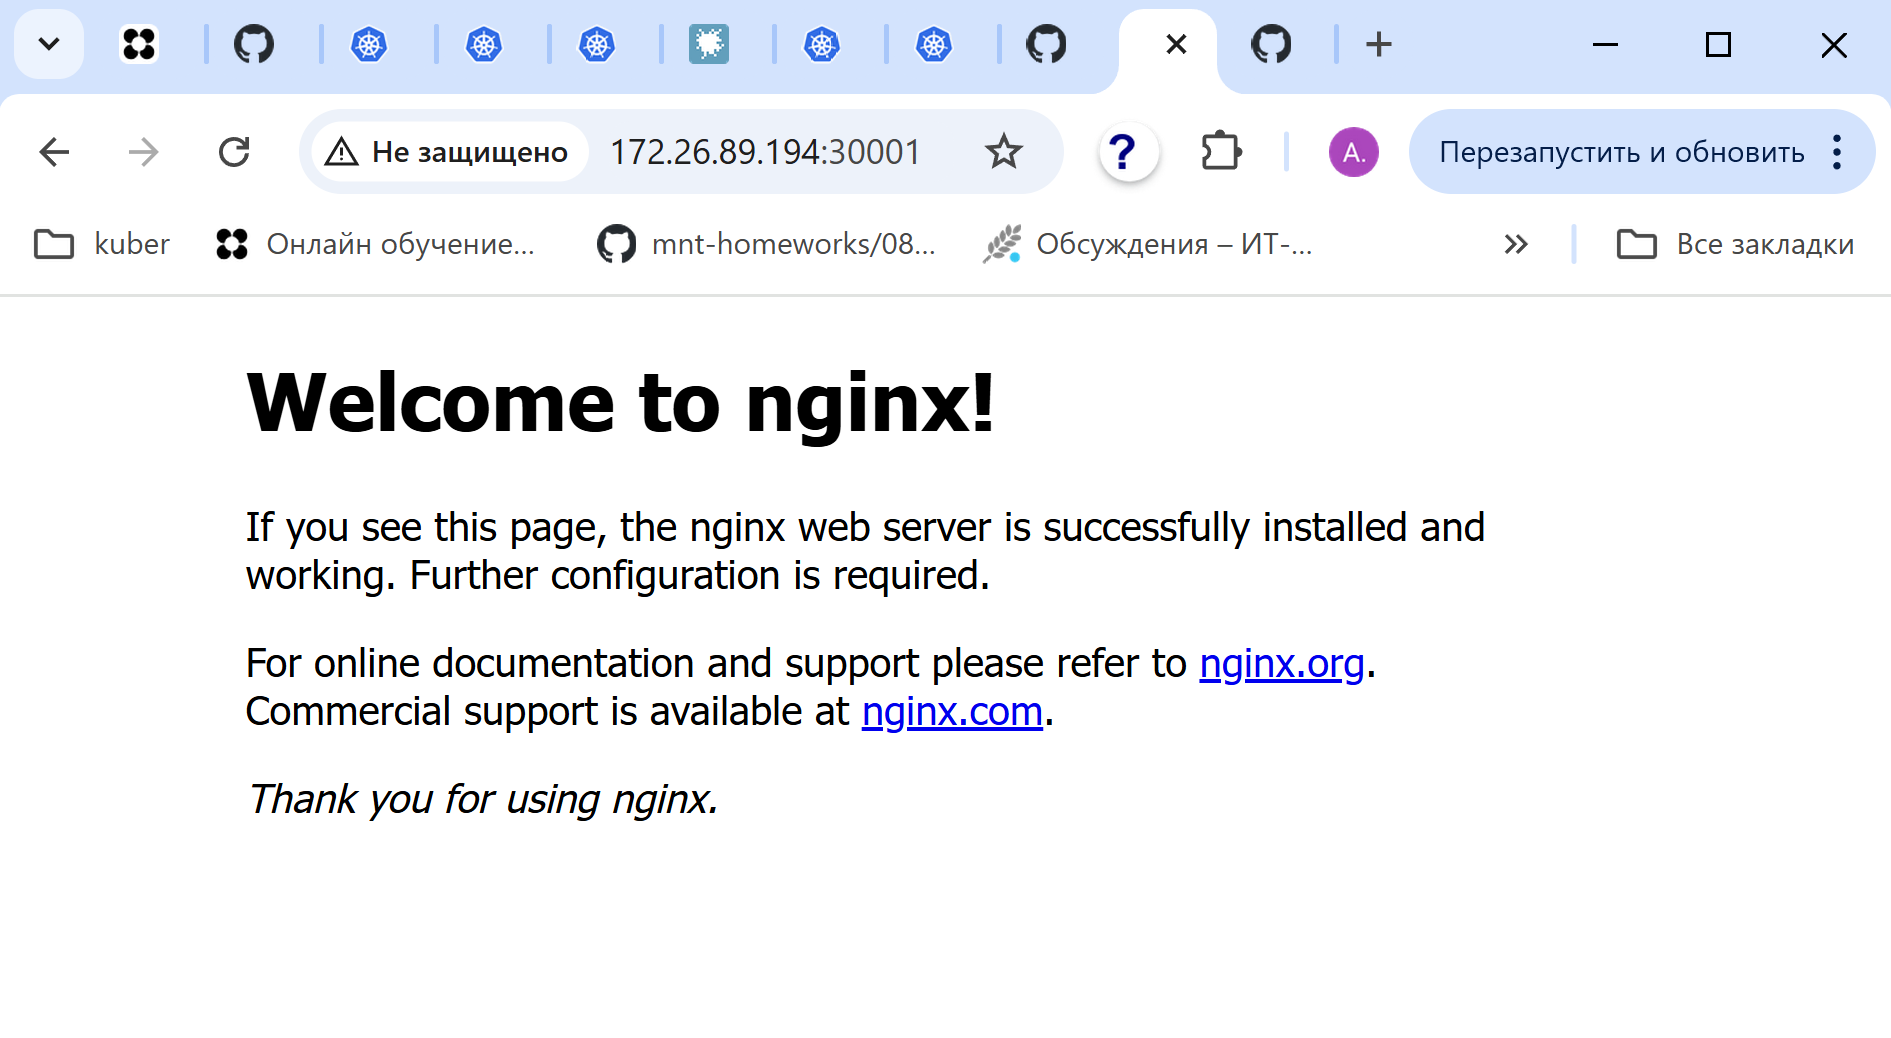 Не защищено
172.26.89.194:30001
?
A.
Перезапустить и обновить
kuber
Онлайн обучение...
mnt-homeworks/08...
Обсуждения – ИТ-...
Все закладки
Welcome to nginx!
If you see this page, the nginx web server is successfully installed and
working. Further configuration is required.
For online documentation and support please refer to nginx.org.
Commercial support is available at nginx.com.
Thank you for using nginx.